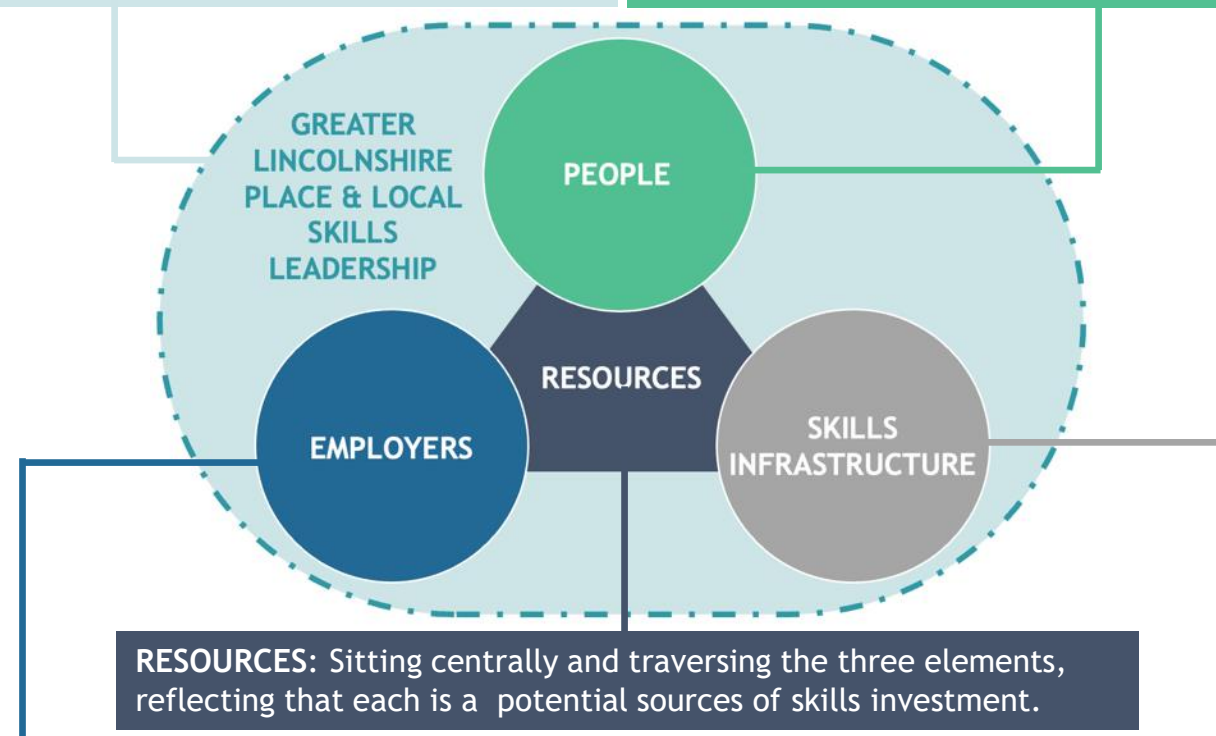 GREATER
LINCOLNSHIRE
PLACE & LOCAL
SKILLS
LEADERSHIP
PEOPLE
RESOURCES
EMPLOYERS
SKILLS
INFRASTRUCTURE
RESOURCES: Sitting centrally and traversing the three elements,
reflecting that each is a  potential sources of skills investment.